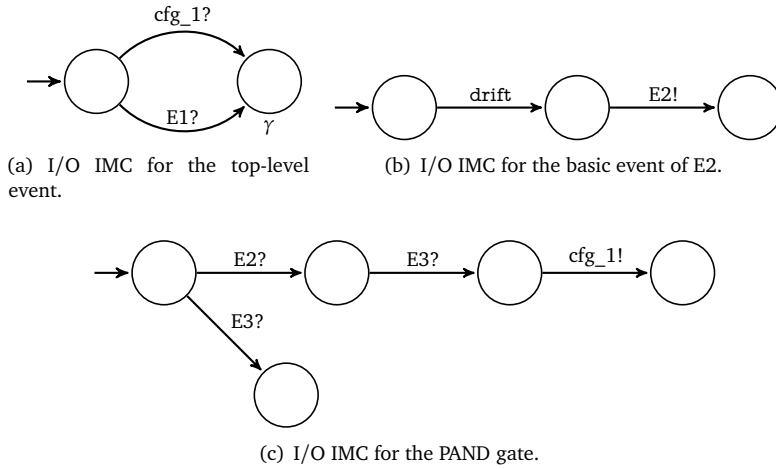 cfg_1?
E1?
γ
(a) I/O IMC for the top-level
event.
drift
E2!
(b) I/O IMC for the basic event of E2.
E2?
E3?
cfg_1!
E3?
(c) I/O IMC for the PAND gate.